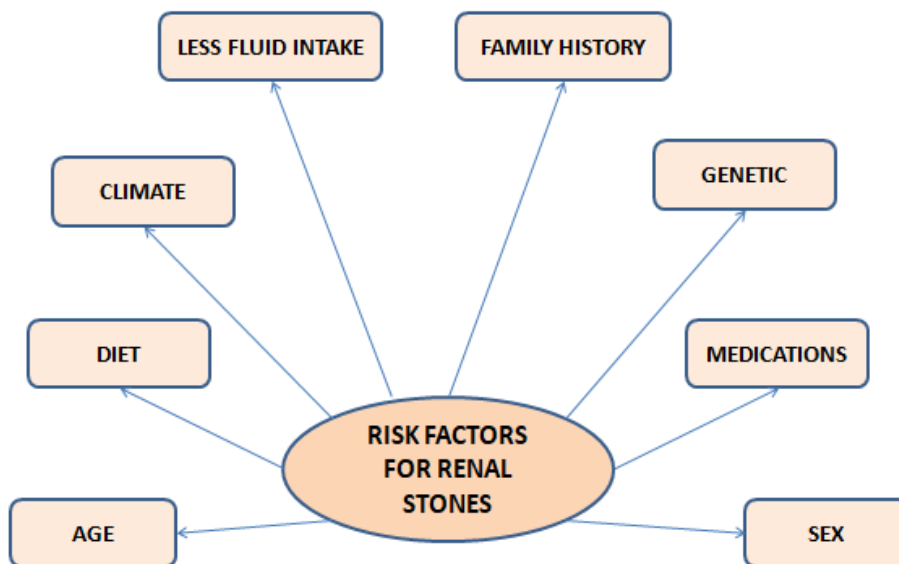 LESS FLUID INTAKE
FAMILY HISTORY
CLIMATE
GENETIC
DIET
MEDICATIONS
RISK FACTORS
FOR RENAL
STONES
AGE
SEX